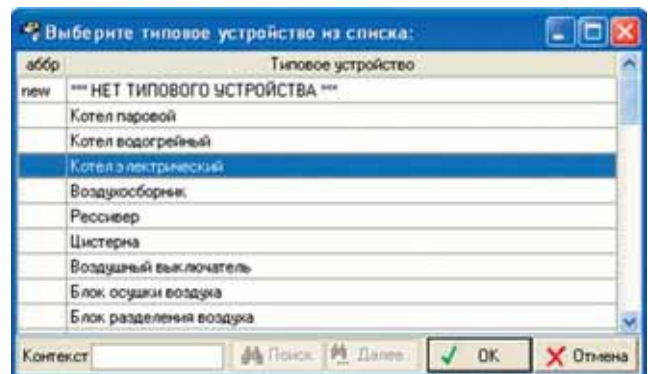 Выберите типовое устройство из списка:
аббр Типовое устройство
new *** НЕТ ТИПОВОГО УСТРОЙСТВА ***
Котел паровой
Котел водогрейный
Котел электрический
Воздухосборник
Рессивер
Цистерна
Воздушный выключатель
Блок осушки воздуха
Блок разделения воздуха
Контекст Поиск Далее... OK Отмена